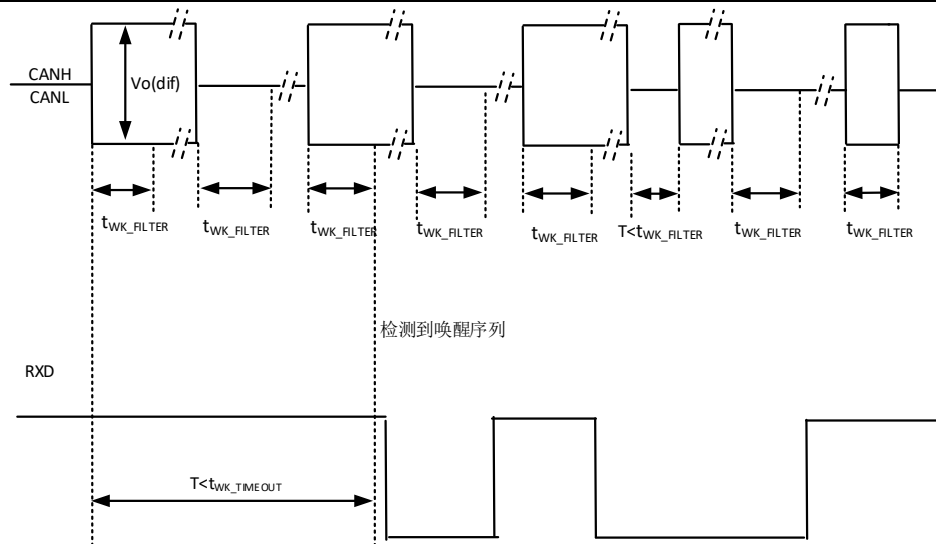 CANH
CANL
Vo(dif)
tWK_FILTER
tWK_FILTER
tWK_FILTER
tWK_FILTER
tWK_FILTER
T<tWK_FILTER
tWK_FILTER
tWK_FILTER
检测到唤醒序列
RXD
T<tWK_TIMEOUT